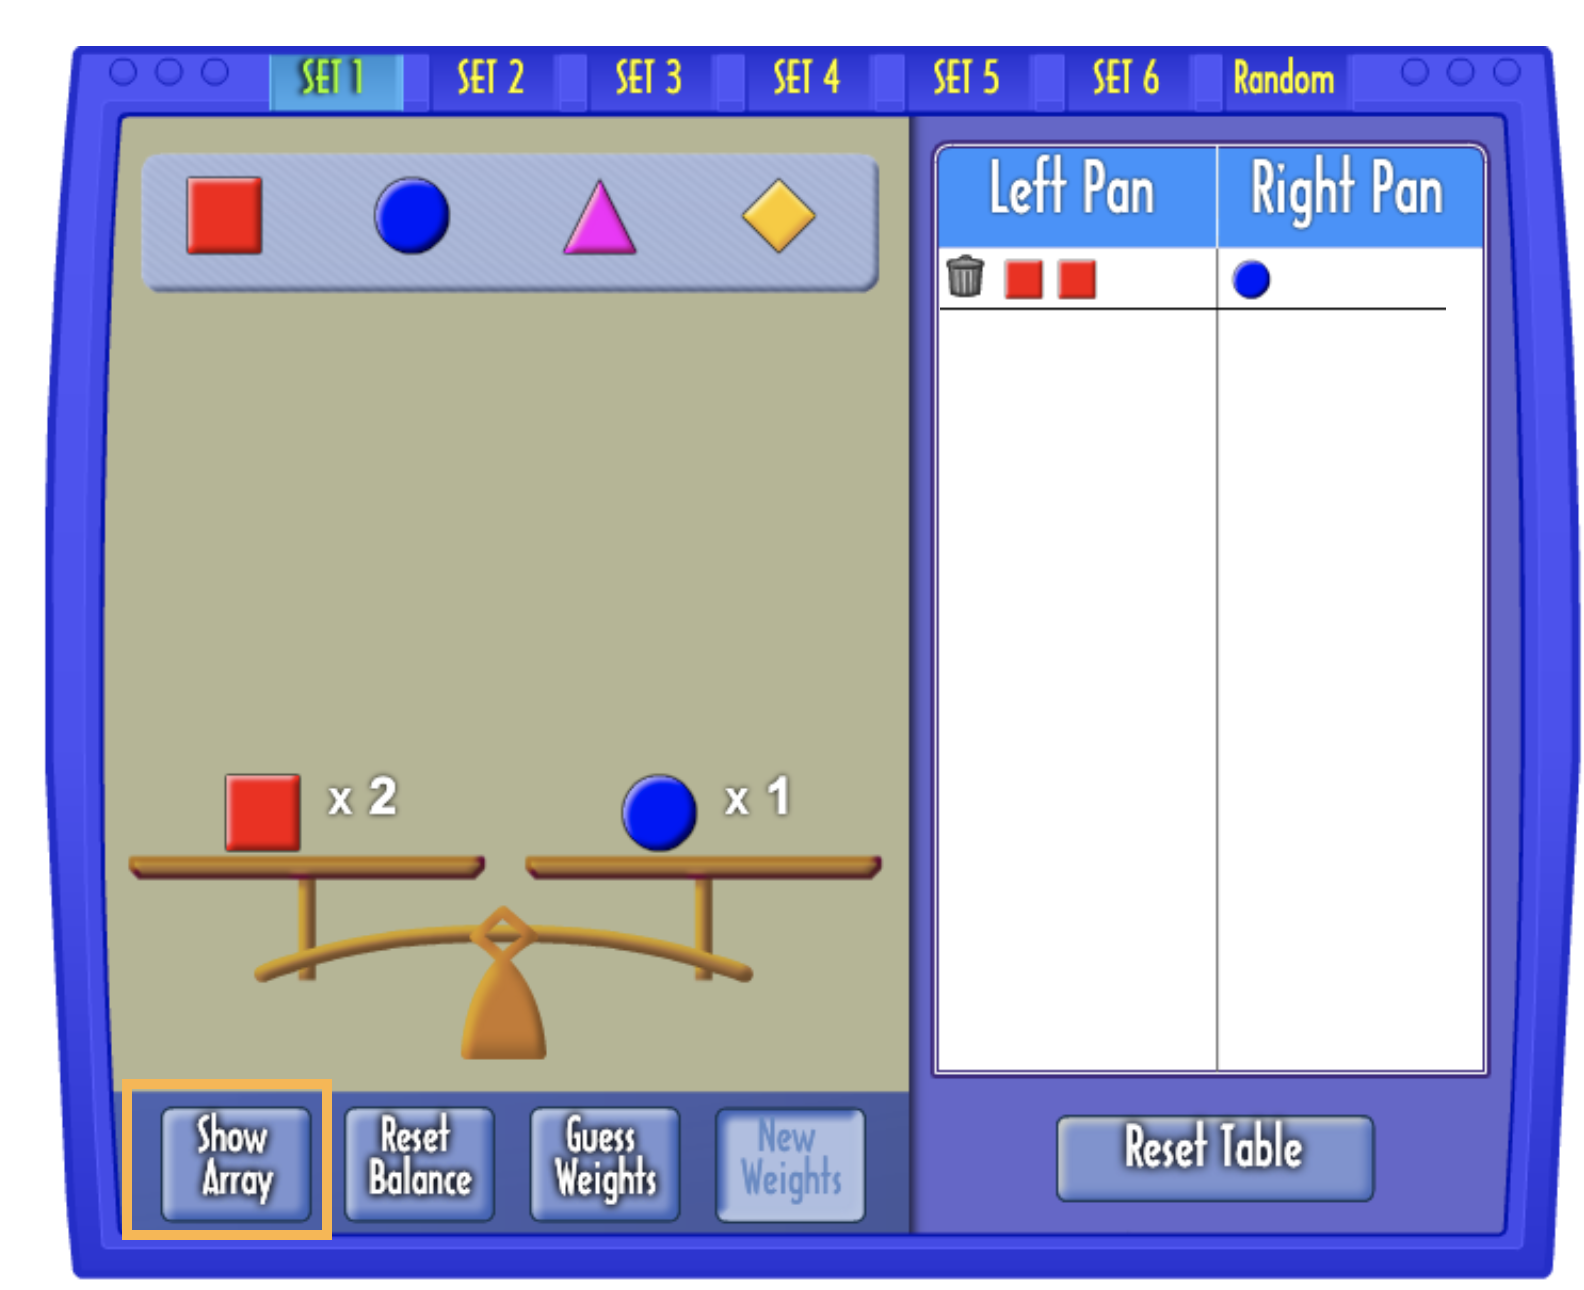 SET 1 SET 2 SET 3 SET 4 SET 5 SET 6 Random
Left Pan Right Pan
x 2 x 1
Show
Array
Reset
Balance
Guess
Weights
New
Weights
Reset Table